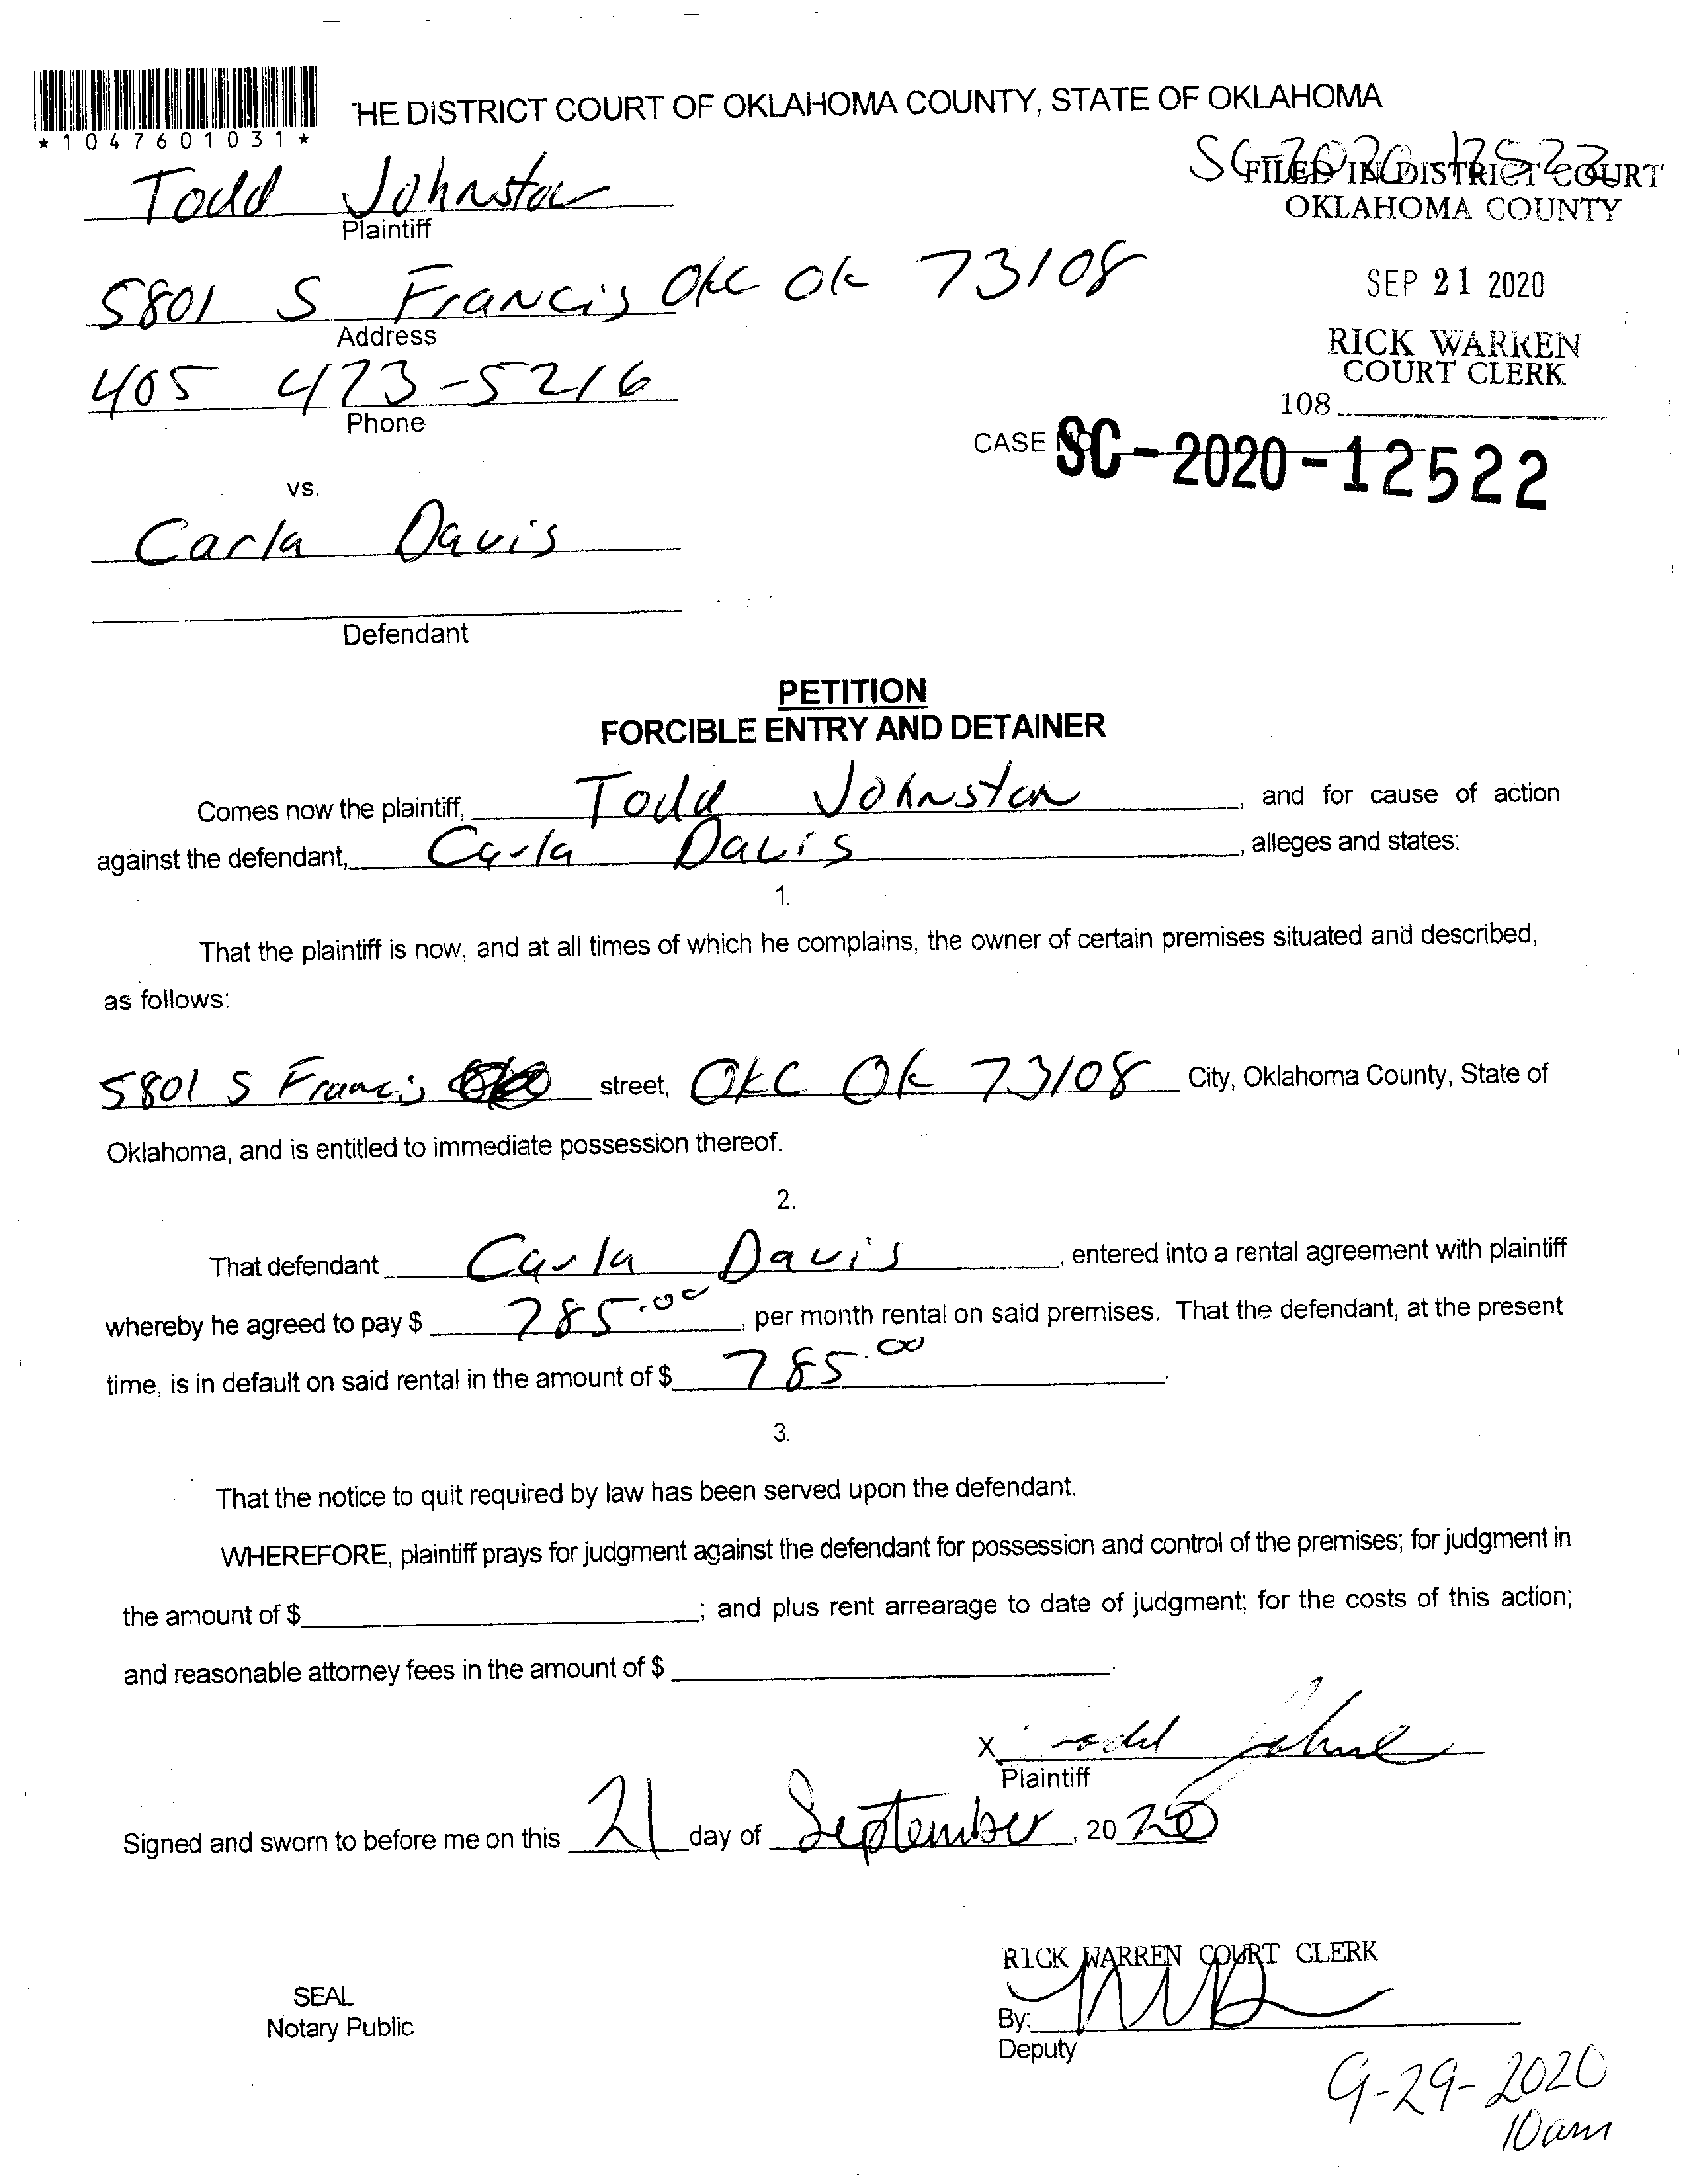 THE DISTRICT COURT OF OKLAHOMA COUNTY, STATE OF OKLAHOMA
*1047601031*
SC-2020-12522
FILED IN DISTRICT COURT
OKLAHOMA COUNTY
Todd Johnston
Plaintiff
SEP 21 2020
5801 S Francis OKC Ok 73108
Address
RICK WARREN
COURT CLERK
405 473-5216
Phone
108
CASE NO. SC-2020-12522
vs.
Carla Davis
Defendant
PETITION
FORCIBLE ENTRY AND DETAINER
Comes now the plaintiff, Todd Johnston, and for cause of action
against the defendant, Carla Davis, alleges and states:
1.
That the plaintiff is now, and at all times of which he complains, the owner of certain premises situated and described,
as follows:
5801 S Francis street, OKC Ok 73108 City, Oklahoma County, State of
Oklahoma, and is entitled to immediate possession thereof.
2.
That defendant Carla Davis, entered into a rental agreement with plaintiff
whereby he agreed to pay $ 785.00, per month rental on said premises. That the defendant, at the present
time, is in default on said rental in the amount of $ 785.00.
3.
That the notice to quit required by law has been served upon the defendant.
WHEREFORE, plaintiff prays for judgment against the defendant for possession and control of the premises; for judgment in
the amount of $; and plus rent arrearage to date of judgment; for the costs of this action;
and reasonable attorney fees in the amount of $.
X Todd
Plaintiff
Signed and sworn to before me on this 21 day of September, 2020
RICK WARREN COURT CLERK
SEAL
Notary Public
By:
Deputy
9-29-2020
10am